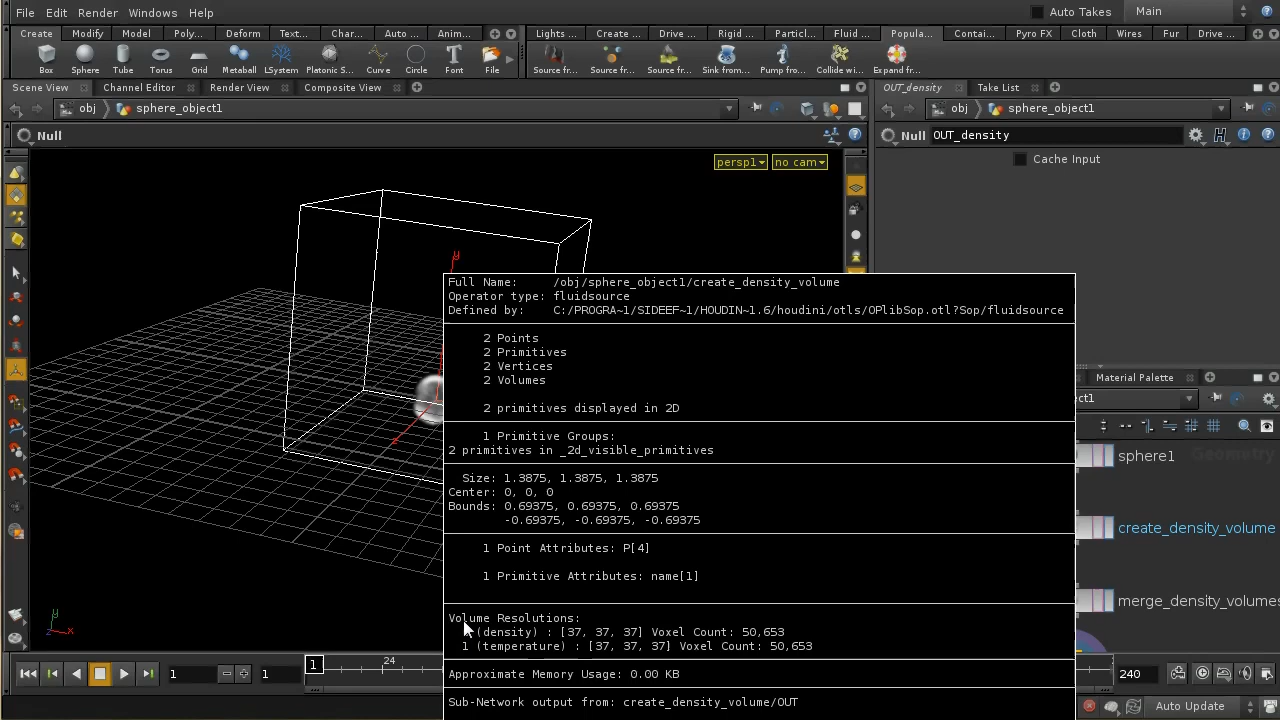 File Edit Render Windows Help
Auto Takes Main
Create Modify Model Poly... Deform Text... Char... Auto ... Anim...
Lights ... Create ... Drive ... Rigid ... Particl... Fluid ... Popula... Contai... Pyro FX Cloth Wires Fur Drive ...
Box Sphere Tube Torus Grid Metaball LSystem Platonic S... Curve Circle Font File
Source fr... Source fr... Source fr... Sink from... Pump fro... Collide wi... Expand fr...
Scene View Channel Editor Render View Composite View
OUT_density Take List
obj sphere_object1
obj sphere_object1
Null
Null OUT_density
persp1 no cam
Cache Input
y
Full Name: /obj/sphere_object1/create_density_volume
Operator type: fluidsource
Defined by: C:/PROGRA~1/SIDEEF~1/HOUDIN~1.6/houdini/otls/OPlibSop.otl?Sop/fluidsource
2 Points
2 Primitives
2 Vertices
2 Volumes
2 primitives displayed in 2D
1 Primitive Groups:
2 primitives in _2d_visible_primitives
Size: 1.3875, 1.3875, 1.3875
Center: 0, 0, 0
Bounds: 0.69375, 0.69375, 0.69375
-0.69375, -0.69375, -0.69375
1 Point Attributes: P[4]
1 Primitive Attributes: name[1]
Volume Resolutions:
(density) : [37, 37, 37] Voxel Count: 50,653
1 (temperature) : [37, 37, 37] Voxel Count: 50,653
Approximate Memory Usage: 0.00 KB
Sub-Network output from: create_density_volume/OUT
Material Palette
ct1
sphere1 Geometry
create_density_volume
merge_density_volumes
y
z x
1 1 1 24
240
Auto Update